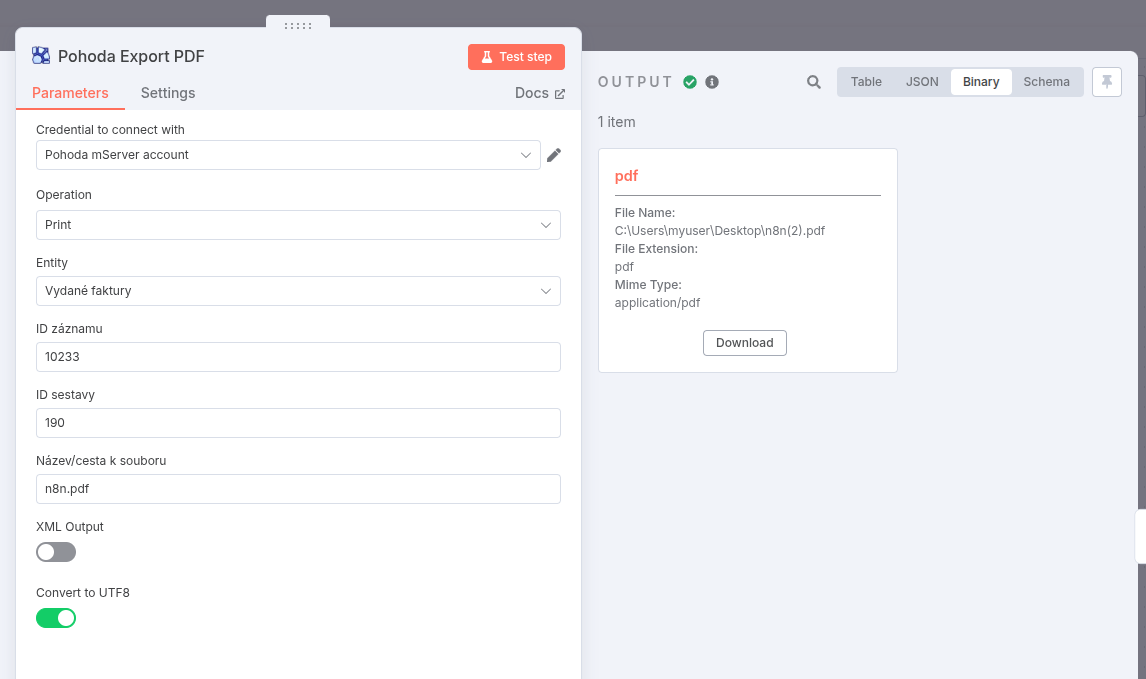 Pohoda Export PDF
Test step
Parameters
Settings
Docs
Credential to connect with
Pohoda mServer account
Operation
Print
Entity
Vydané faktury
ID záznamu
10233
ID sestavy
190
Název/cesta k souboru
n8n.pdf
XML Output
Convert to UTF8
OUTPUT
Table
JSON
Binary
Schema
1 item
pdf
File Name:
C:\Users\myuser\Desktop\n8n(2).pdf
File Extension:
pdf
Mime Type:
application/pdf
Download